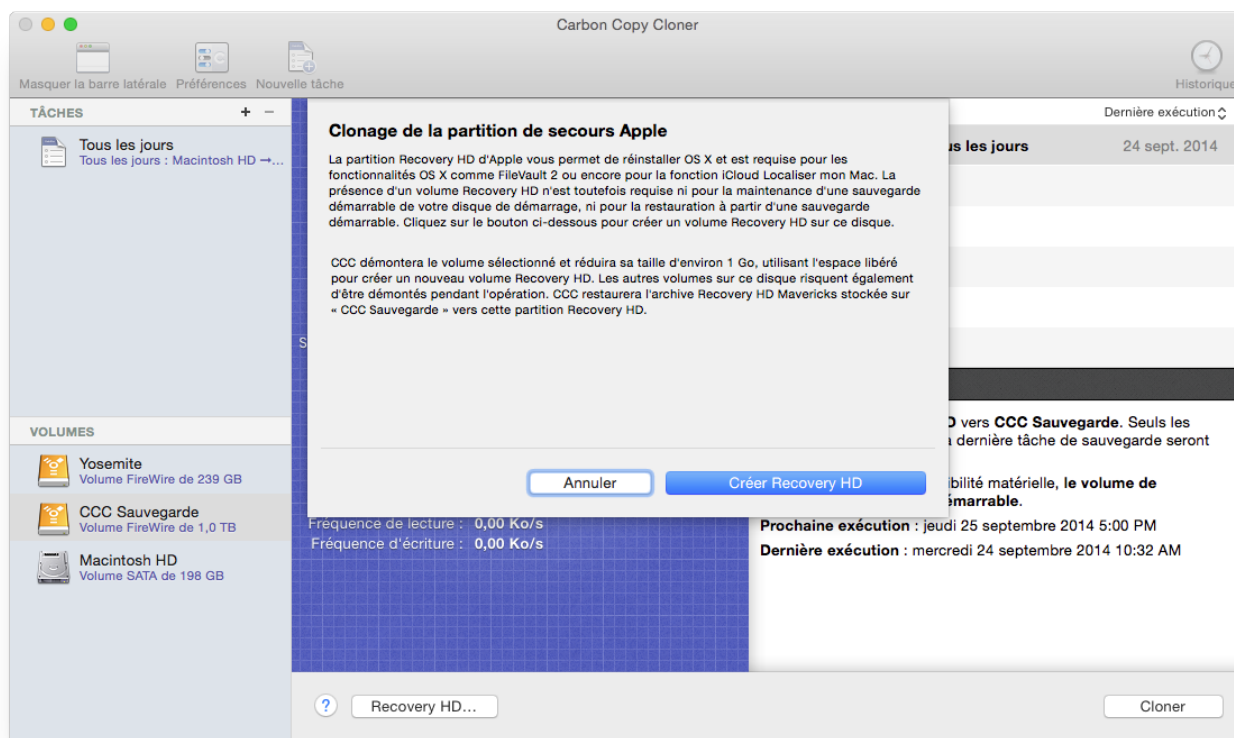 Carbon Copy Cloner
Masquer la barre latérale
Préférences
Nouvelle tâche
Historique
TÂCHES
+ −
Tous les jours
Tous les jours : Macintosh HD →...
VOLUMES
Yosemite
Volume FireWire de 239 GB
CCC Sauvegarde
Volume FireWire de 1,0 TB
Macintosh HD
Volume SATA de 198 GB
Clonage de la partition de secours Apple
La partition Recovery HD d'Apple vous permet de réinstaller OS X et est requise pour les
fonctionnalités OS X comme FileVault 2 ou encore pour la fonction iCloud Localiser mon Mac. La
présence d'un volume Recovery HD n'est toutefois requise ni pour la maintenance d'une sauvegarde
démarrable de votre disque de démarrage, ni pour la restauration à partir d'une sauvegarde
démarrable. Cliquez sur le bouton ci-dessous pour créer un volume Recovery HD sur ce disque.
CCC démontera le volume sélectionné et réduira sa taille d'environ 1 Go, utilisant l'espace libéré
pour créer un nouveau volume Recovery HD. Les autres volumes sur ce disque risquent également
d'être démontés pendant l'opération. CCC restaurera l'archive Recovery HD Mavericks stockée sur
« CCC Sauvegarde » vers cette partition Recovery HD.
Annuler
Créer Recovery HD
S
Fréquence de lecture : 0,00 Ko/s
Fréquence d'écriture : 0,00 Ko/s
Dernière exécution
us les jours
24 sept. 2014
D vers CCC Sauvegarde. Seuls les
dernière tâche de sauvegarde seront
ibilité matérielle, le volume de
émarrable.
Prochaine exécution : jeudi 25 septembre 2014 5:00 PM
Dernière exécution : mercredi 24 septembre 2014 10:32 AM
?
Recovery HD...
Cloner